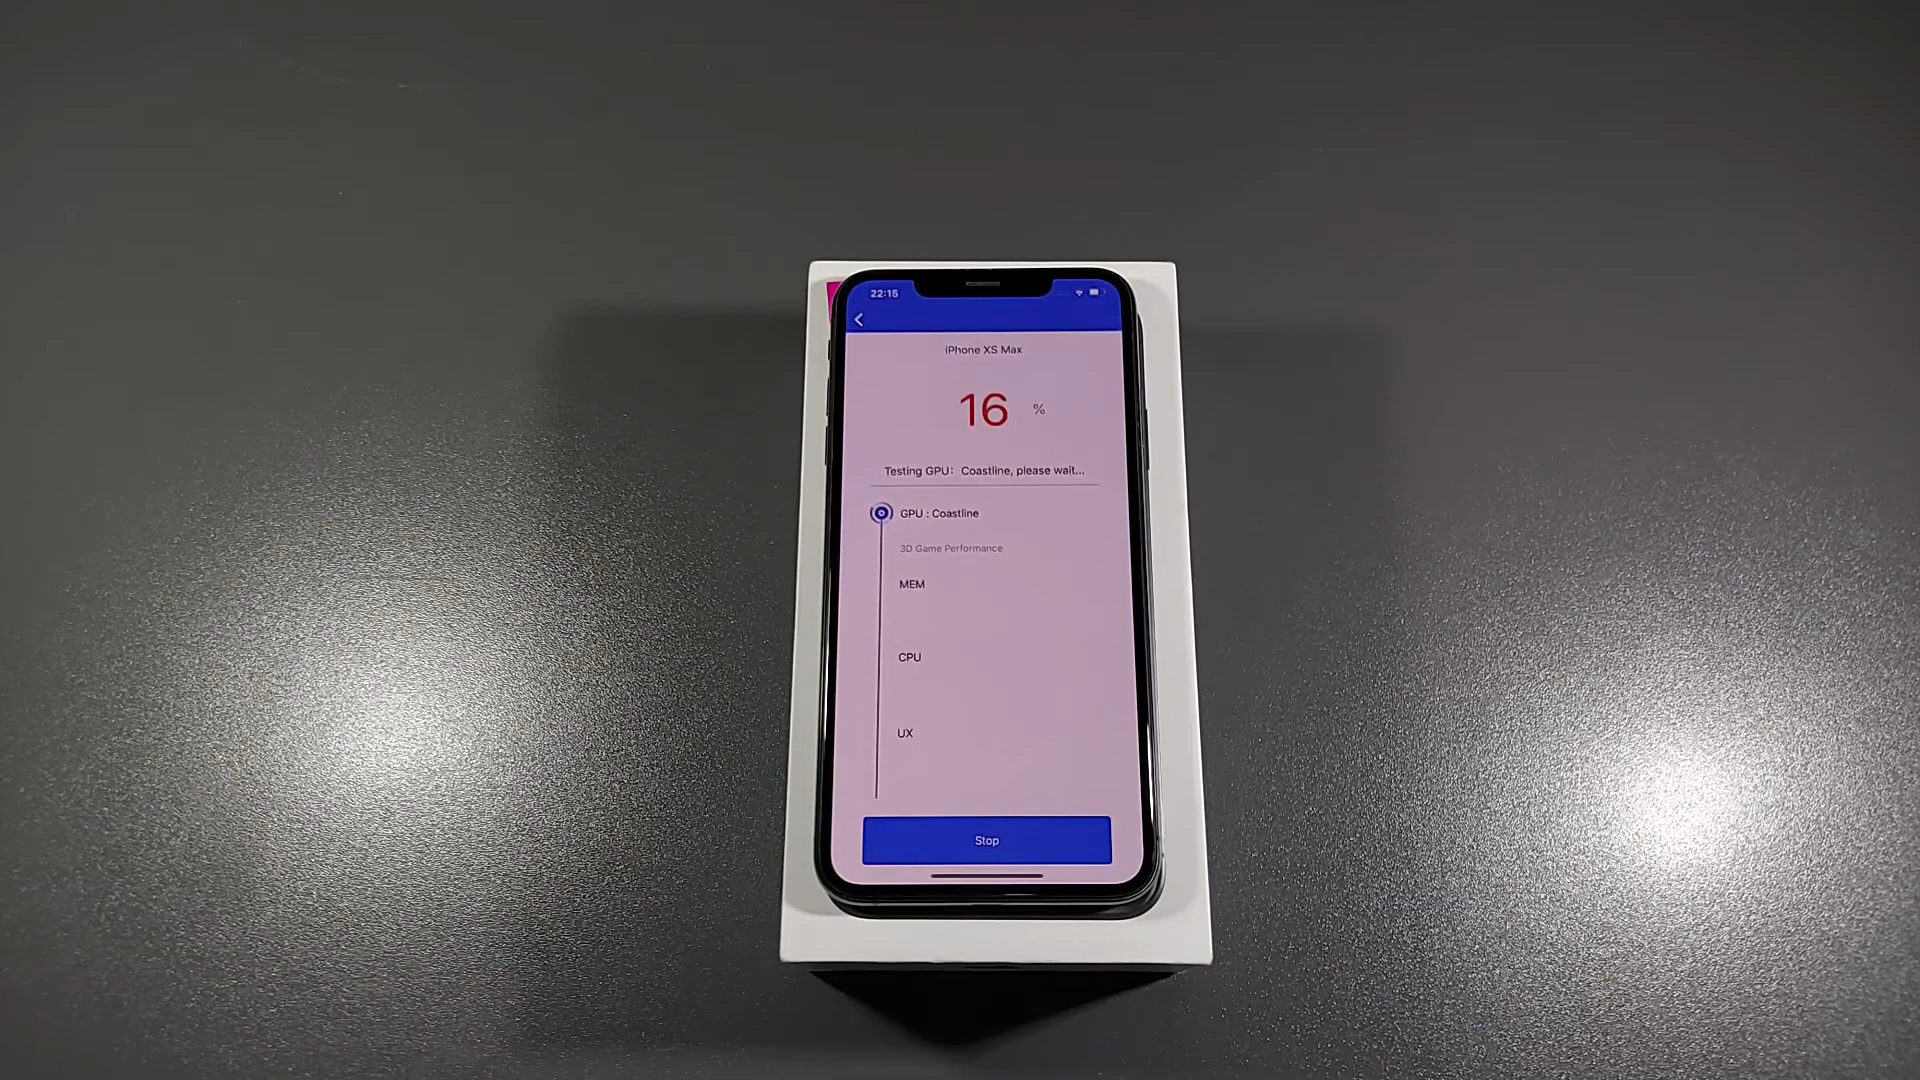 22:15
iPhone XS Max
16 %
Testing GPU: Coastline, please wait...
GPU : Coastline
3D Game Performance
MEM
CPU
UX
Stop